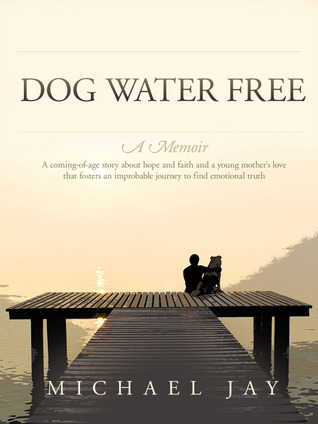 DOG WATER FREE
A Memoir
A coming-of-age story about hope and faith and a young mother's love
that fosters an improbable journey to find emotional truth
MICHAEL JAY